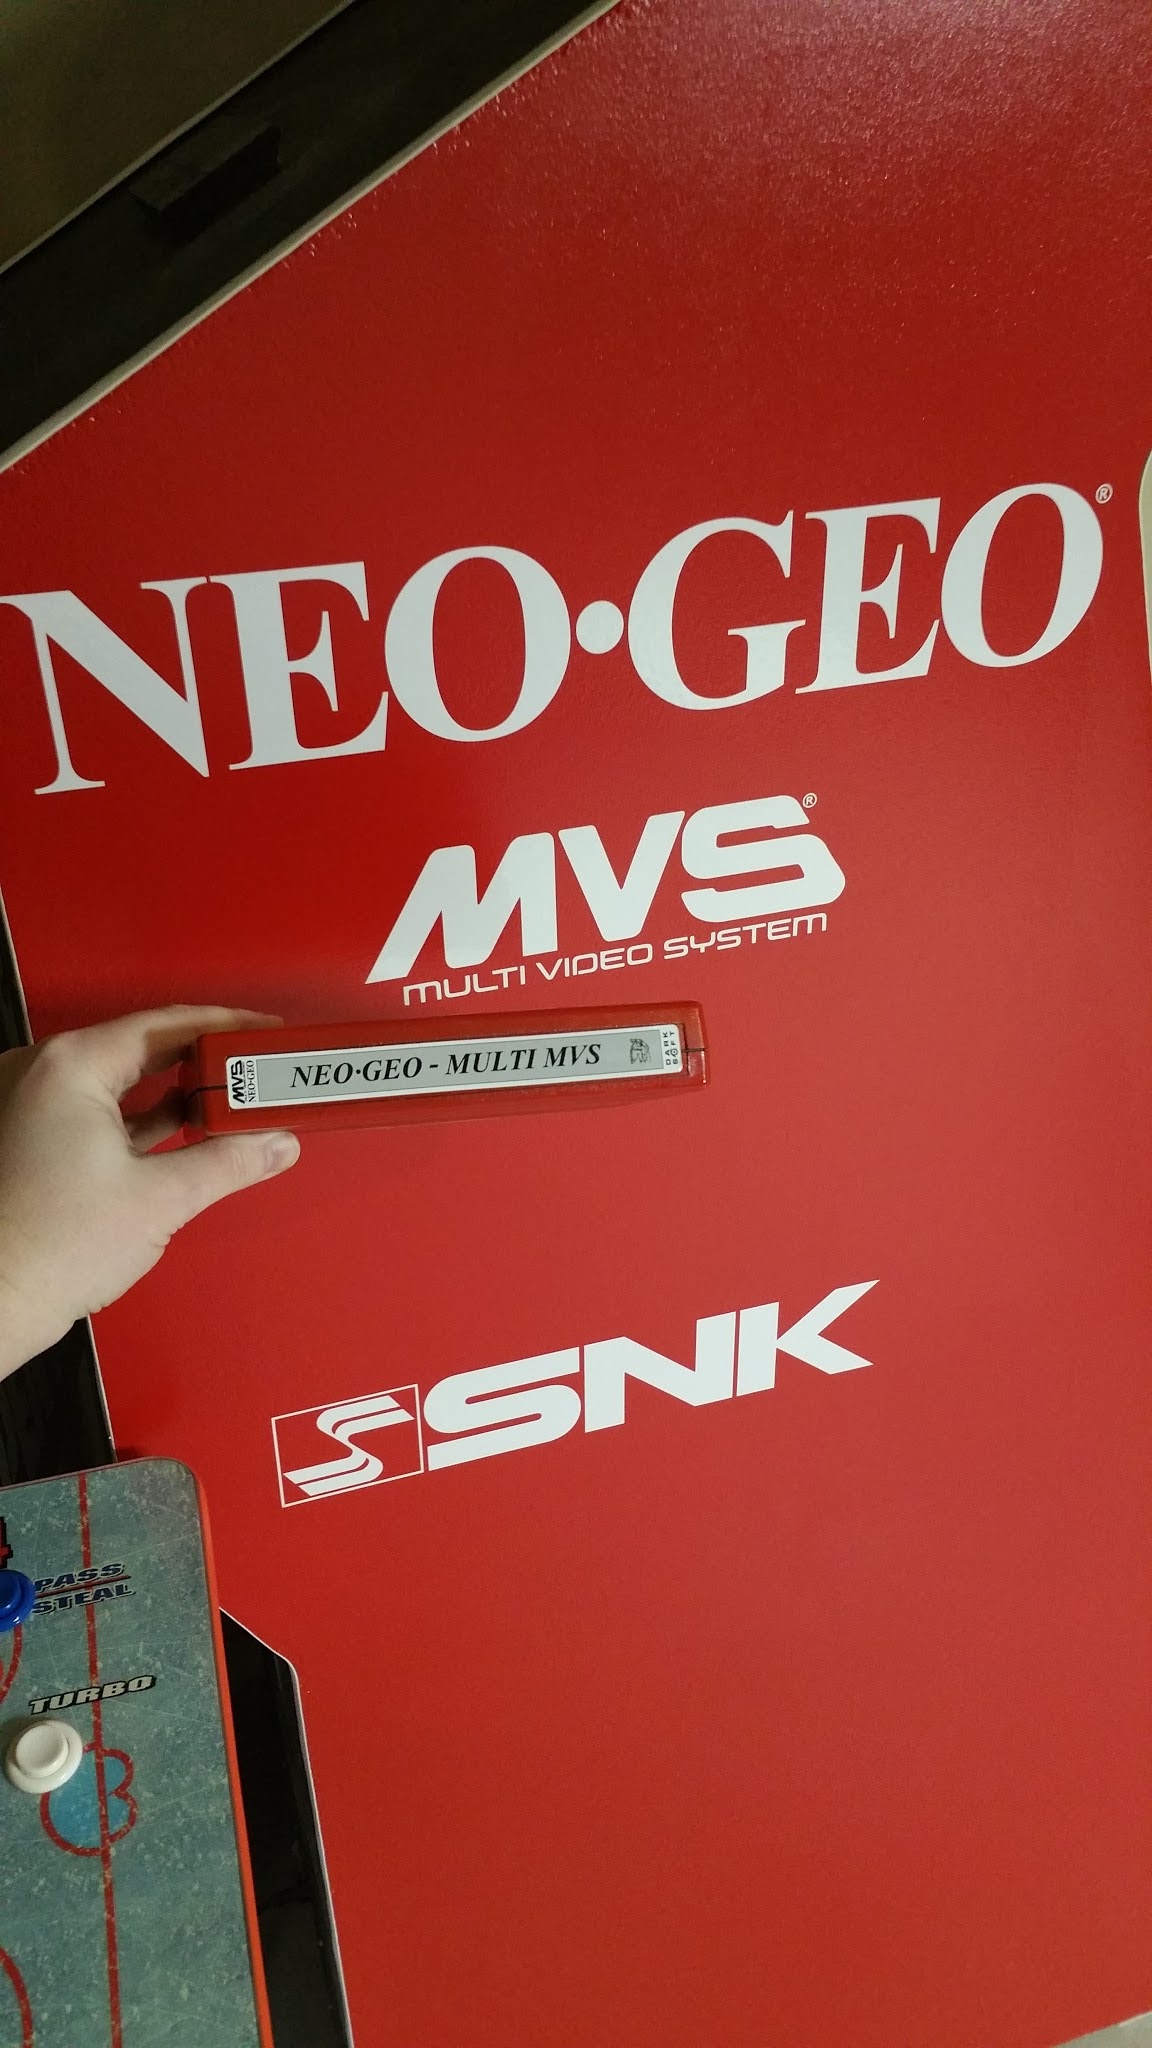 NEO•GEO®
MVS®
MULTI VIDEO SYSTEM
MVS
NEO•GEO
NEO•GEO - MULTI MVS
DARK
SOFT
SNK
PASS
STEAL
TURBO